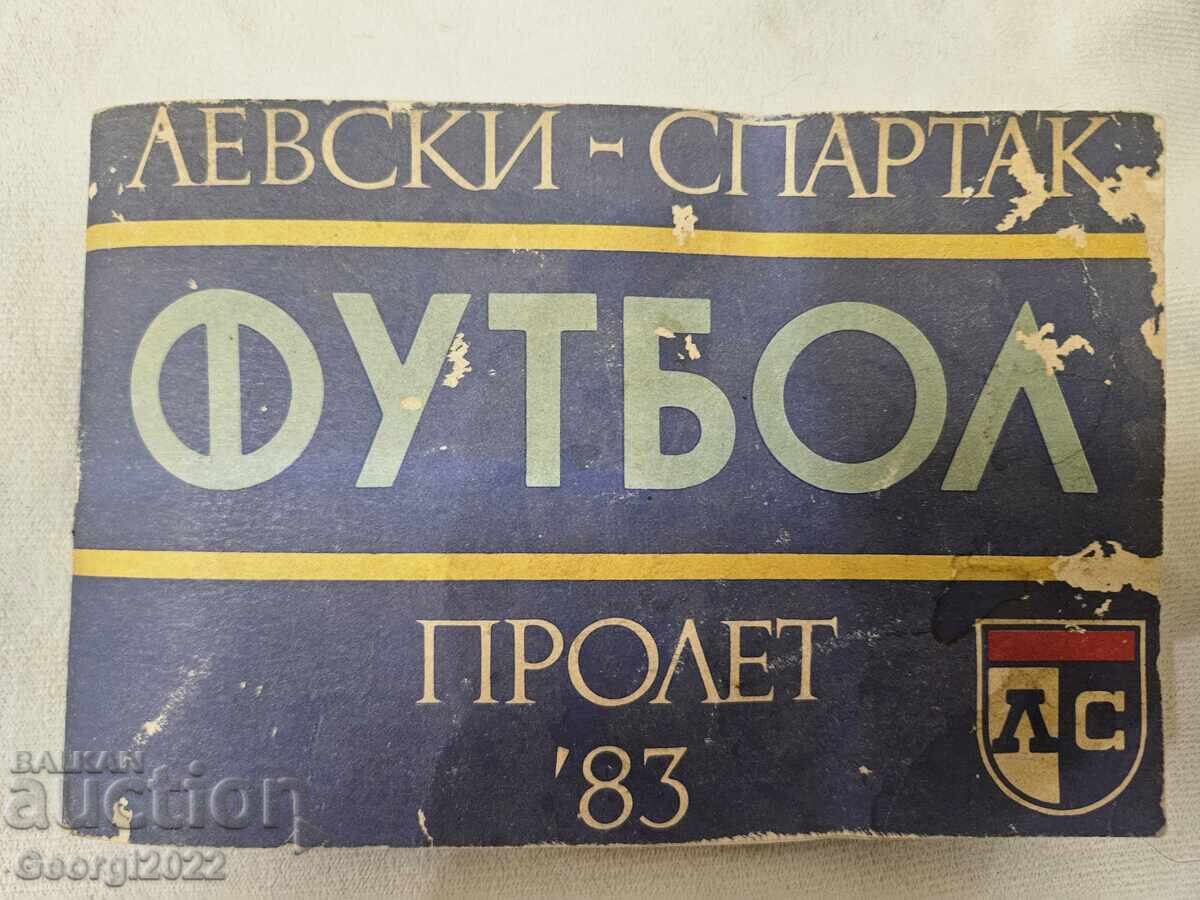 ЛЕВСКИ - СПАРТАК
ФУТБОЛ
ПРОЛЕТ
'83
ЛС
BALKAN
auction
Georgi2022